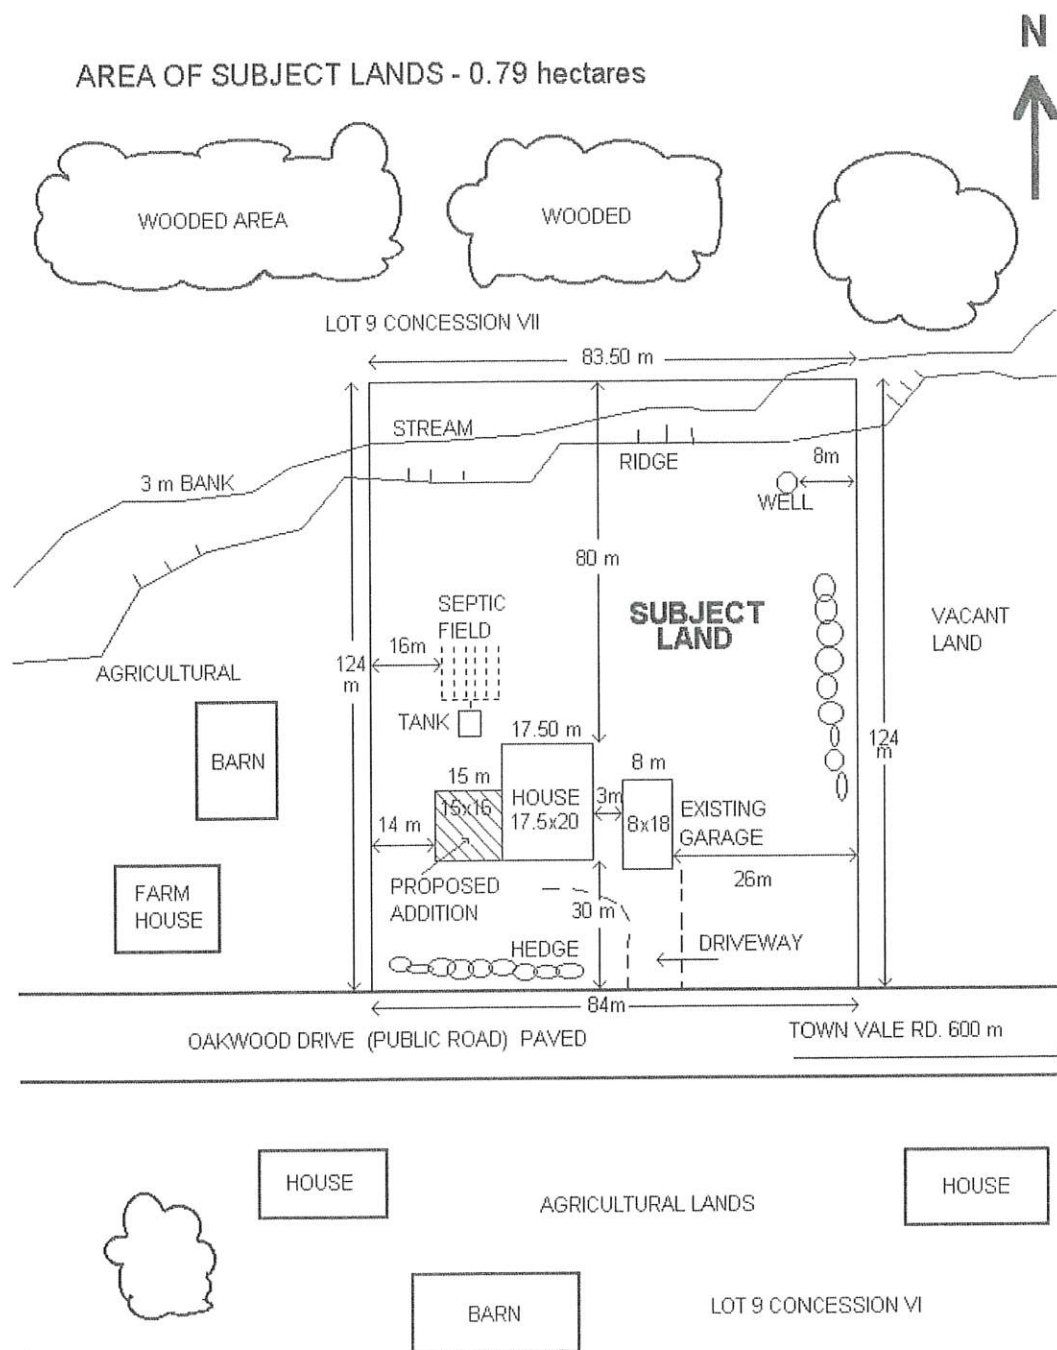 N
AREA OF SUBJECT LANDS - 0.79 hectares
WOODED AREA
WOODED
LOT 9 CONCESSION VII
83.50 m
STREAM
RIDGE
8m
3 m BANK
WELL
80 m
SEPTIC
FIELD
SUBJECT
LAND
VACANT
LAND
16m
124
m
AGRICULTURAL
TANK
17.50 m
124
m
BARN
15 m
8 m
15x15
HOUSE
17.5x20
3m
8x18
EXISTING
GARAGE
14 m
26m
PROPOSED
ADDITION
30 m
FARM
HOUSE
HEDGE
DRIVEWAY
84m
OAKWOOD DRIVE (PUBLIC ROAD) PAVED
TOWN VALE RD. 600 m
HOUSE
AGRICULTURAL LANDS
HOUSE
BARN
LOT 9 CONCESSION VI